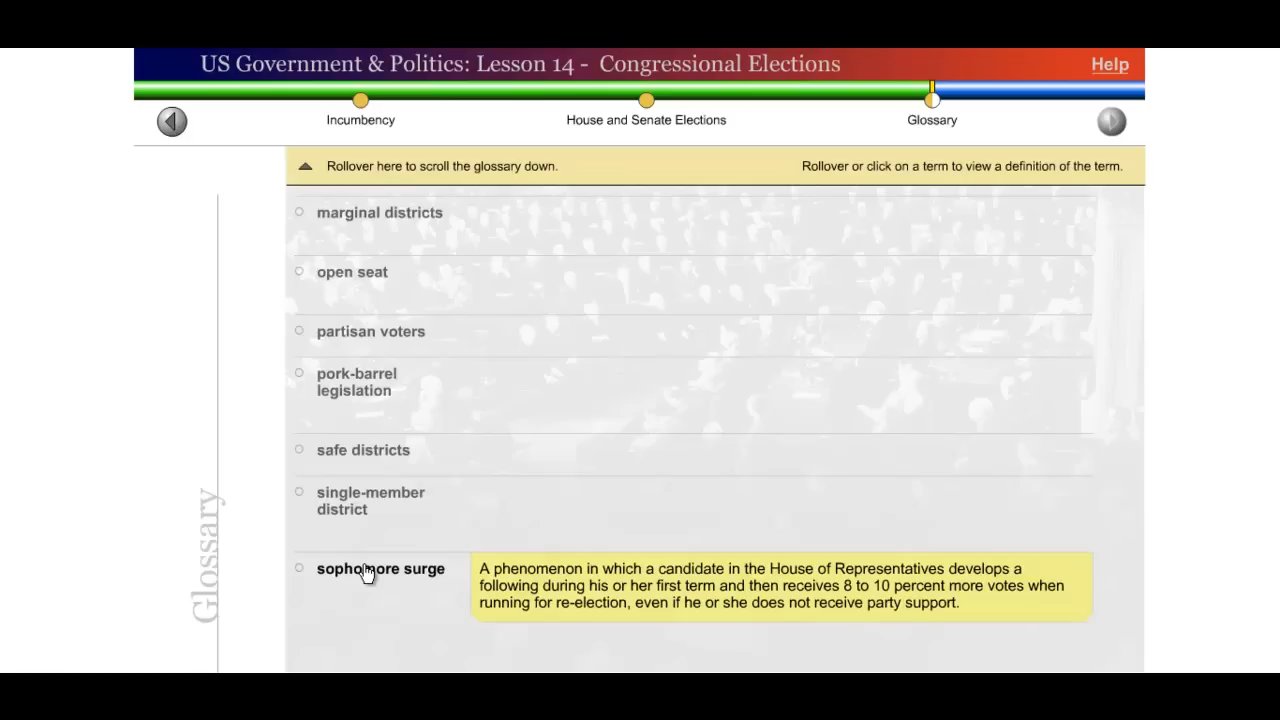 US Government & Politics: Lesson 14 - Congressional Elections
Help
Incumbency
House and Senate Elections
Glossary
Rollover here to scroll the glossary down.
Rollover or click on a term to view a definition of the term.
marginal districts
open seat
partisan voters
pork-barrel
legislation
safe districts
single-member
district
sophomore surge
A phenomenon in which a candidate in the House of Representatives develops a
following during his or her first term and then receives 8 to 10 percent more votes when
running for re-election, even if he or she does not receive party support.
Glossary